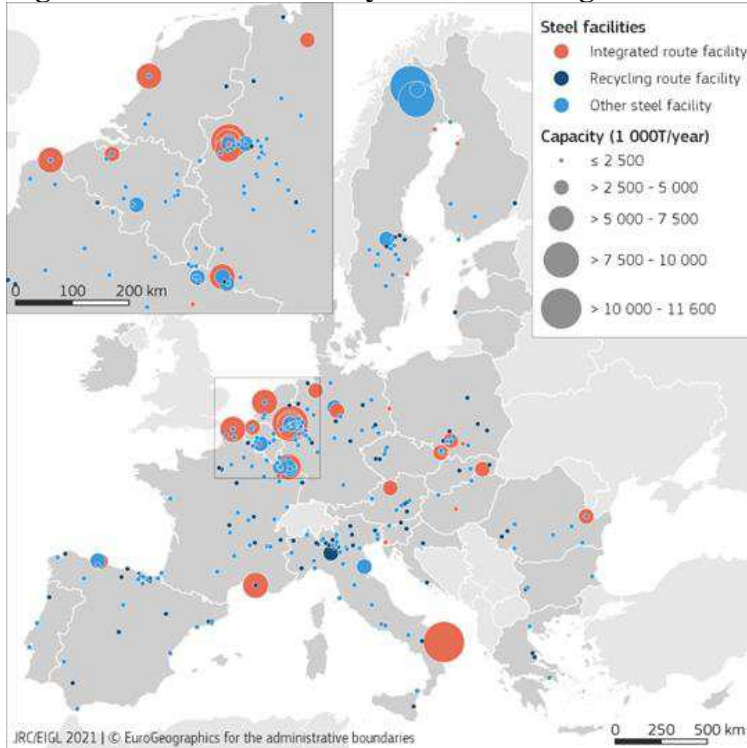 Steel facilities
Integrated route facility
Recycling route facility
Other steel facility
Capacity (1 000T/year)
≤ 2 500
> 2 500 - 5 000
> 5 000 - 7 500
> 7 500 - 10 000
> 10 000 - 11 600
0 100 200 km
JRC/EIGL 2021 | © EuroGeographics for the administrative boundaries
0 250 500 km